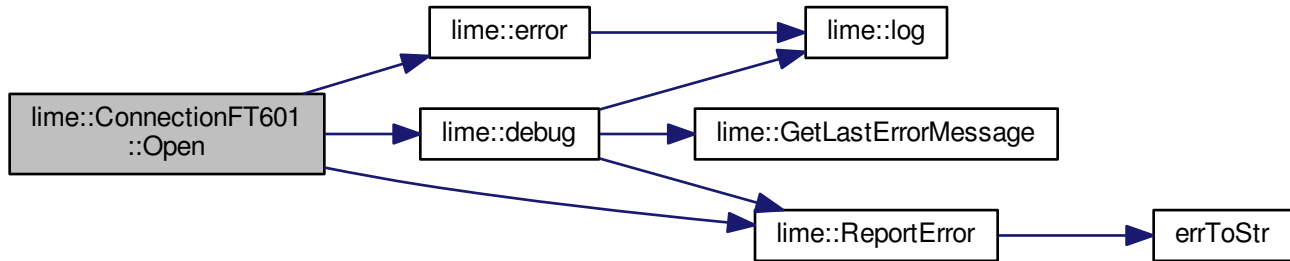 lime::ConnectionFT601
::Open
lime::error
lime::debug
lime::log
lime::GetLastErrorMessage
lime::ReportError
errToStr